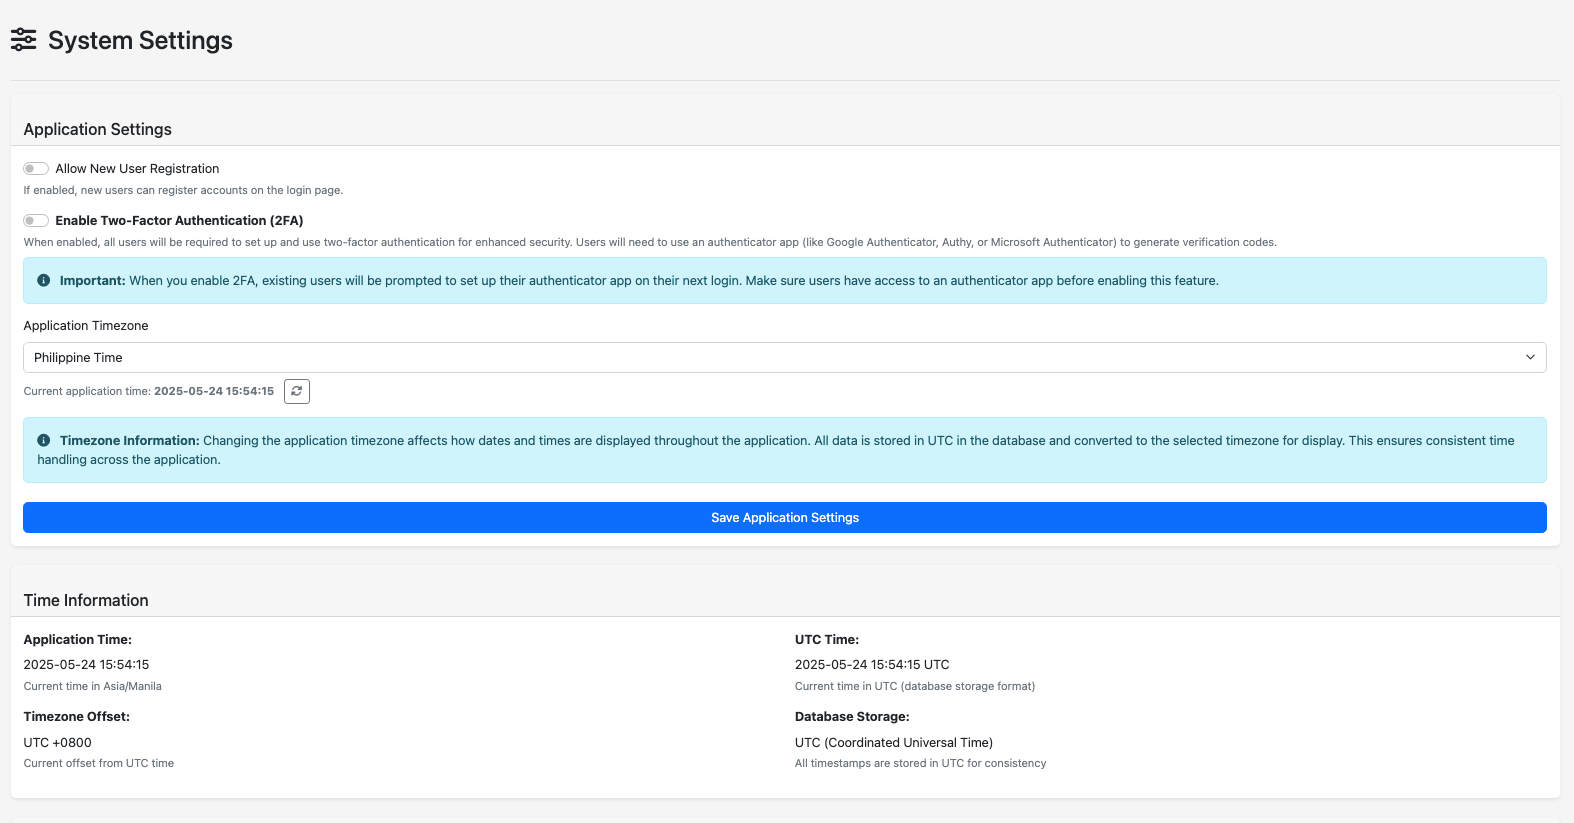 System Settings
Application Settings
Allow New User Registration
If enabled, new users can register accounts on the login page.
Enable Two-Factor Authentication (2FA)
When enabled, all users will be required to set up and use two-factor authentication for enhanced security. Users will need to use an authenticator app (like Google Authenticator, Authy, or Microsoft Authenticator) to generate verification codes.
Important: When you enable 2FA, existing users will be prompted to set up their authenticator app on their next login. Make sure users have access to an authenticator app before enabling this feature.
Application Timezone
Philippine Time
Current application time: 2025-05-24 15:54:15
Timezone Information: Changing the application timezone affects how dates and times are displayed throughout the application. All data is stored in UTC in the database and converted to the selected timezone for display. This ensures consistent time
handling across the application.
Save Application Settings
Time Information
Application Time:
2025-05-24 15:54:15
Current time in Asia/Manila
UTC Time:
2025-05-24 15:54:15 UTC
Current time in UTC (database storage format)
Timezone Offset:
UTC +0800
Current offset from UTC time
Database Storage:
UTC (Coordinated Universal Time)
All timestamps are stored in UTC for consistency